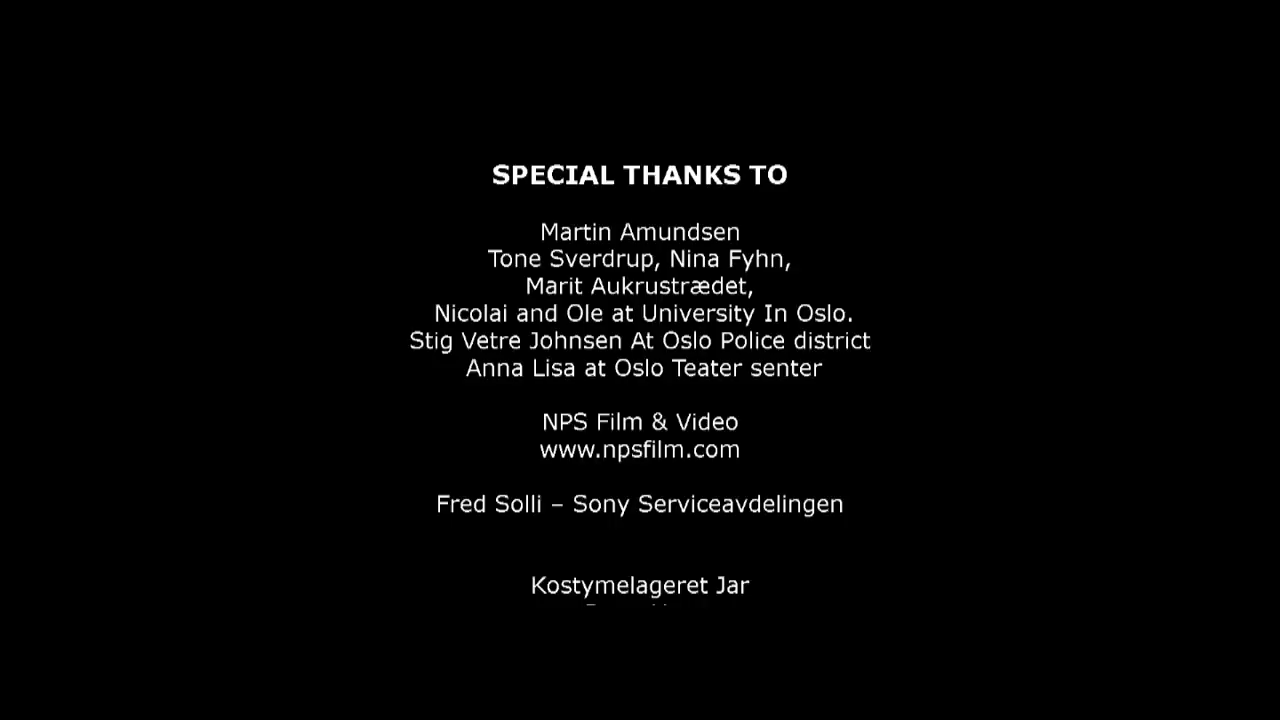 SPECIAL THANKS TO
Martin Amundsen
Tone Sverdrup, Nina Fyhn,
Marit Aukrustrædet,
Nicolai and Ole at University In Oslo.
Stig Vetre Johnsen At Oslo Police district
Anna Lisa at Oslo Teater senter
NPS Film & Video
www.npsfilm.com
Fred Solli – Sony Serviceavdelingen
Kostymelageret Jar